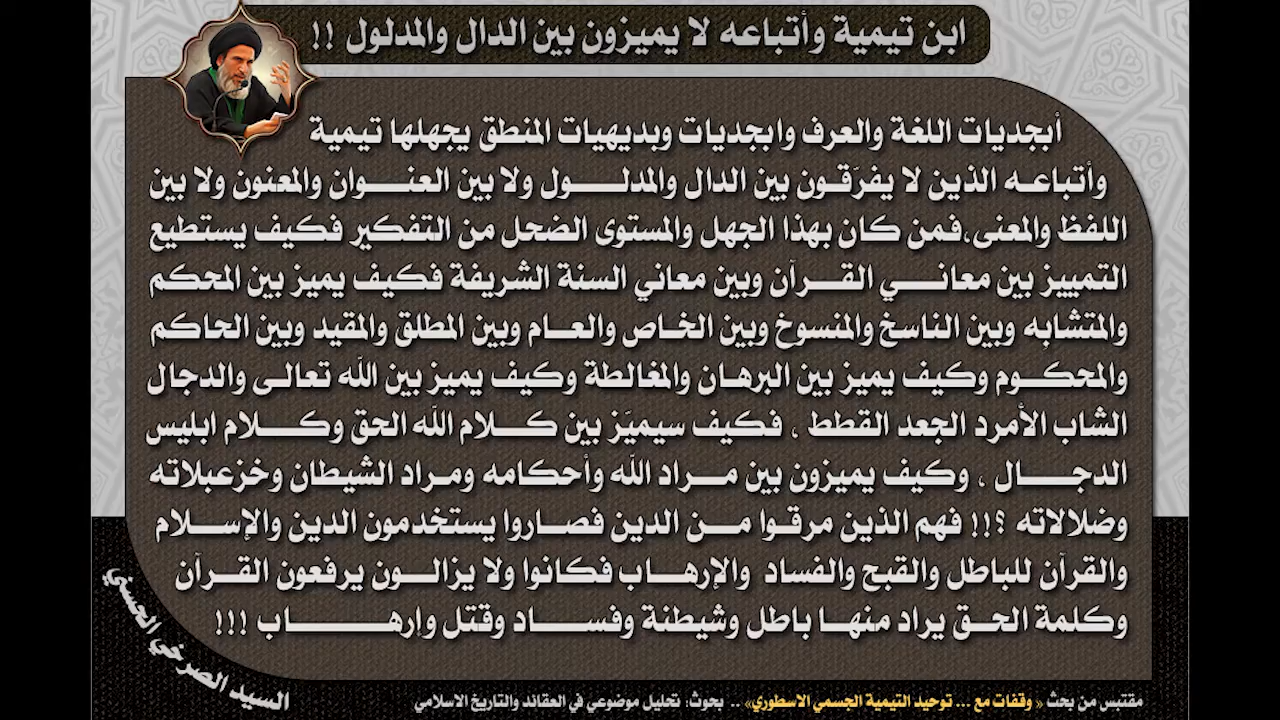 ابن تيمية وأتباعه لا يميزون بين الدال والمدلول !!
أبجديات اللغة والعرف وابجديات وبديهيات المنطق يجهلها تيمية
وأتباعه الذين لا يفرّقون بين الدال والمدلول ولا بين العنوان والمعنون ولا بين
اللفظ والمعنى،فمن كان بهذا الجهل والمستوى الضحل من التفكير فكيف يستطيع
التمييز بين معاني القرآن وبين معاني السنة الشريفة فكيف يميز بين المحكم
والمتشابه وبين الناسخ والمنسوخ وبين الخاص والعام وبين المطلق والمقيد وبين الحاكم
والمحكوم وكيف يميز بين البرهان والمغالطة وكيف يميز بين الله تعالى والدجال
الشاب الأمرد الجعد القطط ، فكيف سيميّز بين كلام الله الحق وكلام ابليس
الدجال ، وكيف يميزون بين مراد الله وأحكامه ومراد الشيطان وخزعبلاته
وضلالاته ؟!! فهم الذين مرقوا من الدين فصاروا يستخدمون الدين والإسلام
والقرآن للباطل والقبح والفساد والإرهاب فكانوا ولا يزالون يرفعون القرآن
وكلمة الحق يراد منها باطل وشيطنة وفساد وقتل وإرهاب !!!
السيد الصرخي الحسني
مقتبس من بحث « وقفات مع ... توحيد التيمية الجسمي الاسطوري» .. بحوث: تحليل موضوعي في العقائد والتاريخ الاسلامي